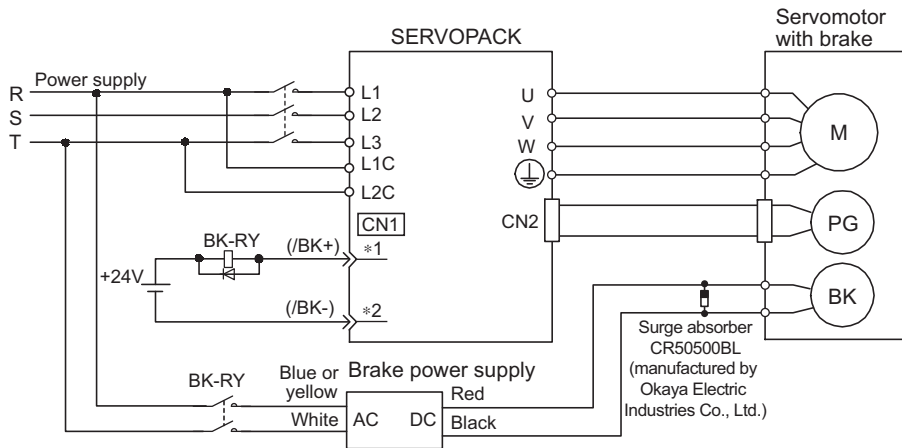 SERVOPACK
Servomotor
with brake
Power supply
R
S
T
L1
L2
L3
L1C
L2C
U
V
W
M
CN1
CN2
PG
BK-RY
(/BK+)
*1
+24V
(/BK-)
*2
BK
Surge absorber
CR50500BL
(manufactured by
Okaya Electric
Industries Co., Ltd.)
BK-RY
Blue or
yellow
White
Brake power supply
AC
DC
Red
Black